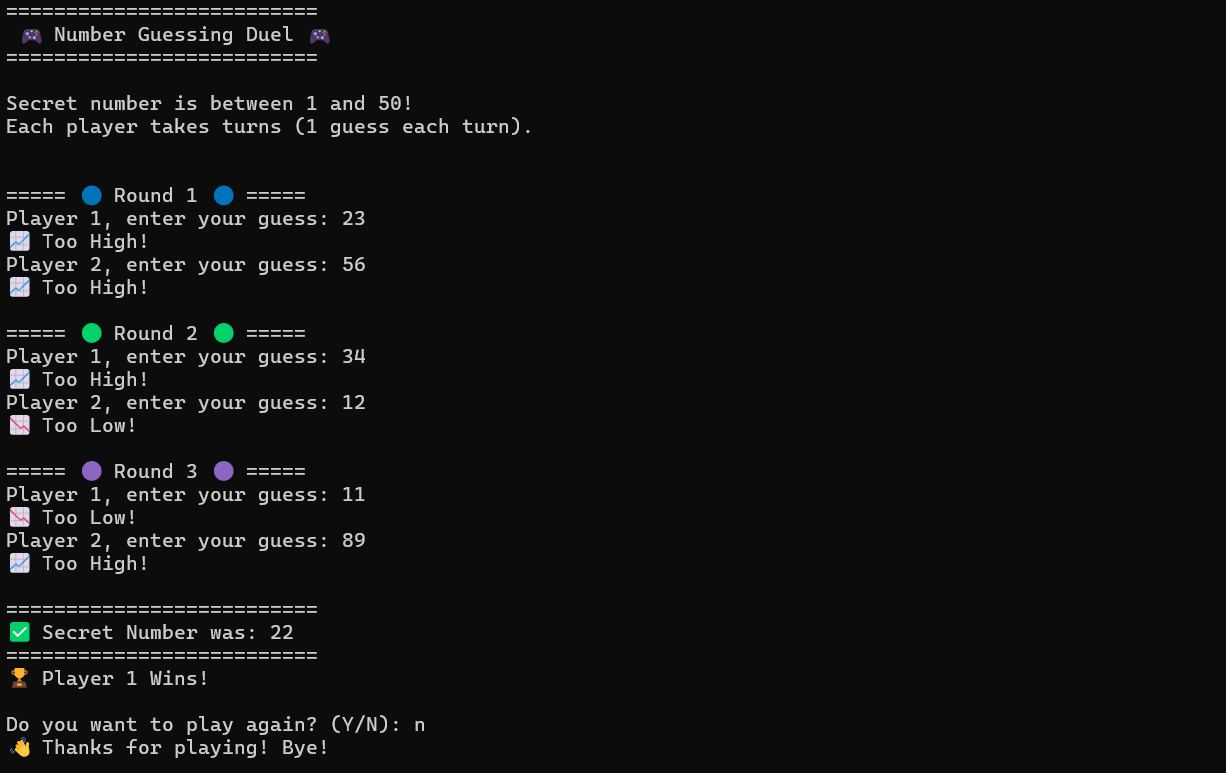 ==========================
🎮 Number Guessing Duel 🎮
==========================
Secret number is between 1 and 50!
Each player takes turns (1 guess each turn).
===== 🔵 Round 1 🔵 =====
Player 1, enter your guess: 23
📈 Too High!
Player 2, enter your guess: 56
📈 Too High!
===== 🟢 Round 2 🟢 =====
Player 1, enter your guess: 34
📈 Too High!
Player 2, enter your guess: 12
📉 Too Low!
===== 🟣 Round 3 🟣 =====
Player 1, enter your guess: 11
📉 Too Low!
Player 2, enter your guess: 89
📈 Too High!
==========================
✅ Secret Number was: 22
==========================
🏆 Player 1 Wins!
Do you want to play again? (Y/N): n
👋 Thanks for playing! Bye!